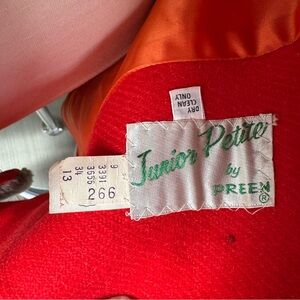 DRY
CLEAN
ONLY
Junior Petite
by
PREEN®
9
3391
3656
34
13
266